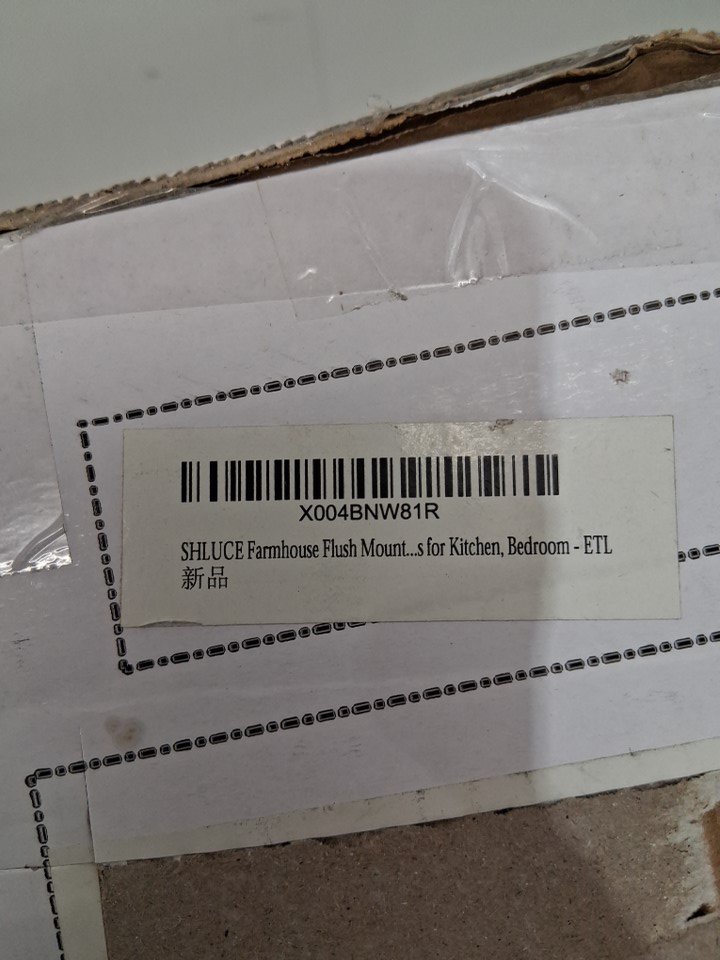 X004BNW81R
SHLUCE Farmhouse Flush Mount...s for Kitchen, Bedroom - ETL
新品